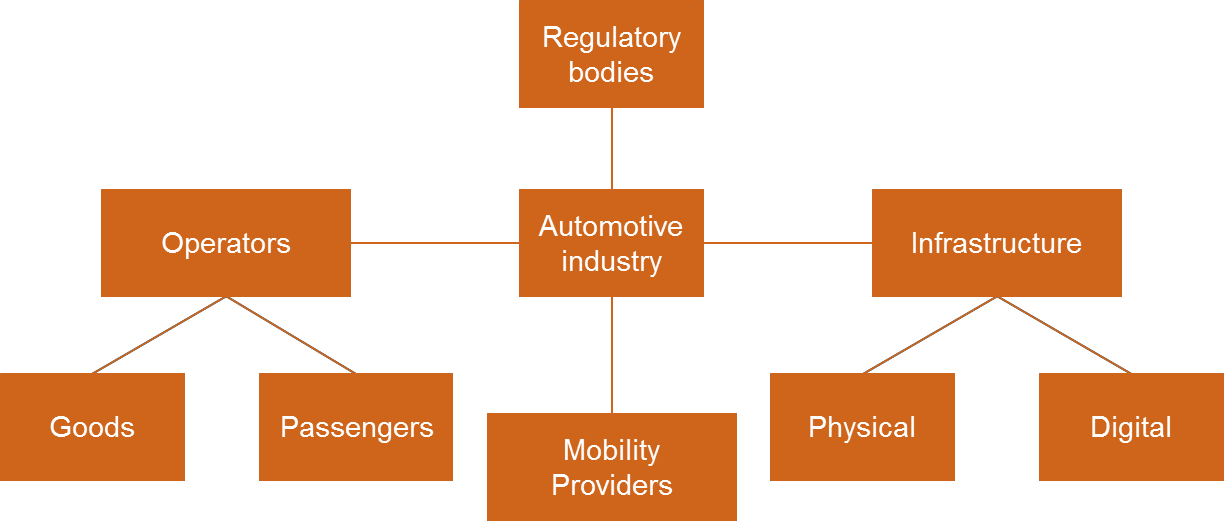 Regulatory
bodies
Operators
Automotive
industry
Infrastructure
Goods
Passengers
Mobility
Providers
Physical
Digital